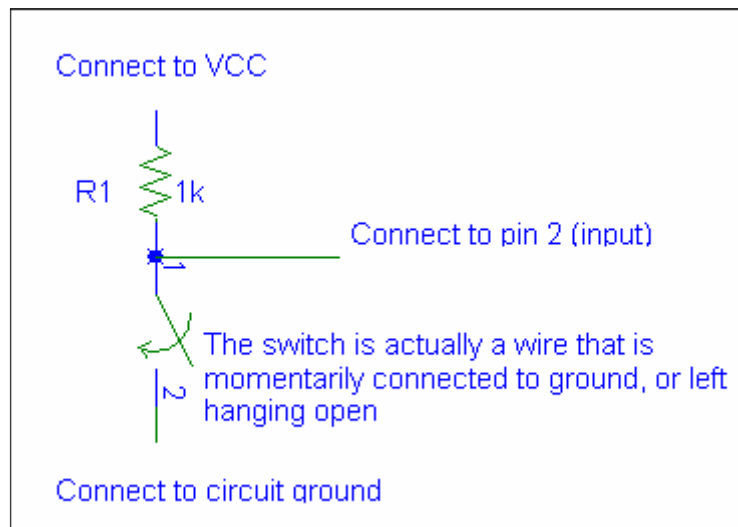 Connect to VCC
R1 1k
Connect to pin 2 (input)
1
The switch is actually a wire that is
momentarily connected to ground, or left
2 hanging open
Connect to circuit ground